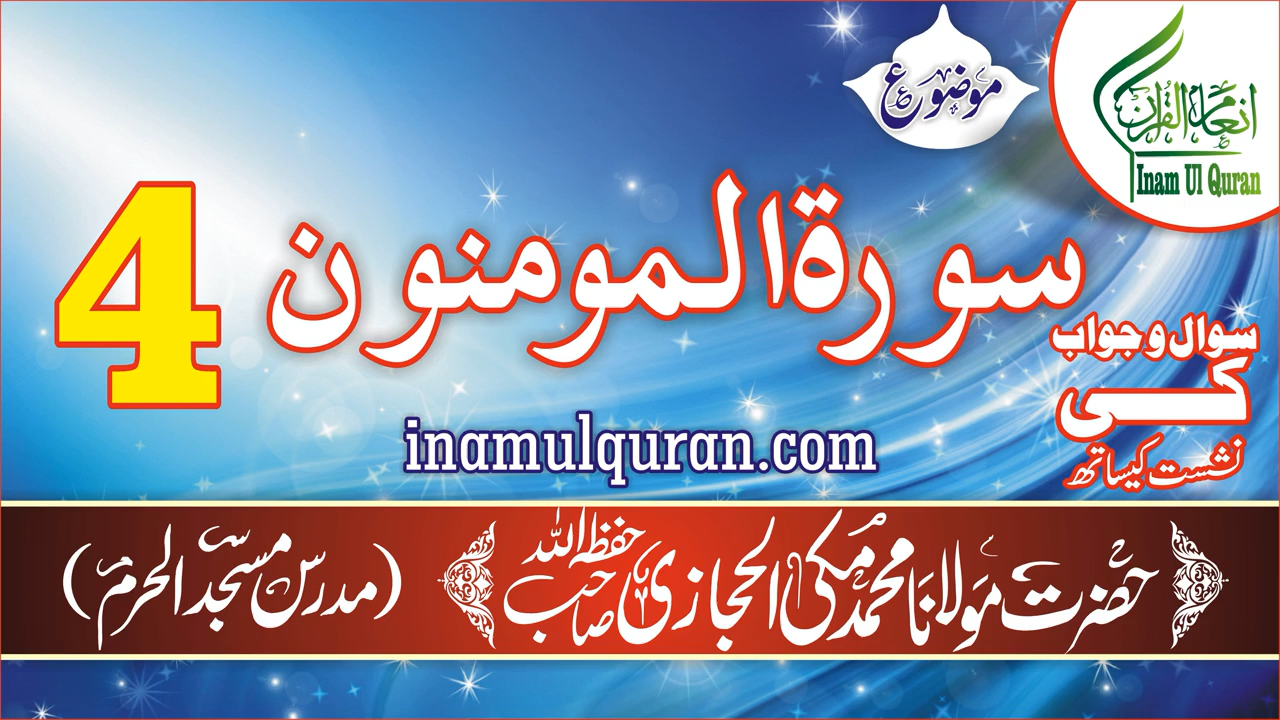 موضوع
انعام القرآن
Inam Ul Quran
سورۃ المومنون 4
سوال و جواب
کی
نشست کیساتھ
inamulquran.com
حضرت مولانا محمد مکی الحجازی صاحب حفظہ اللہ (مدرس مسجد الحرم)